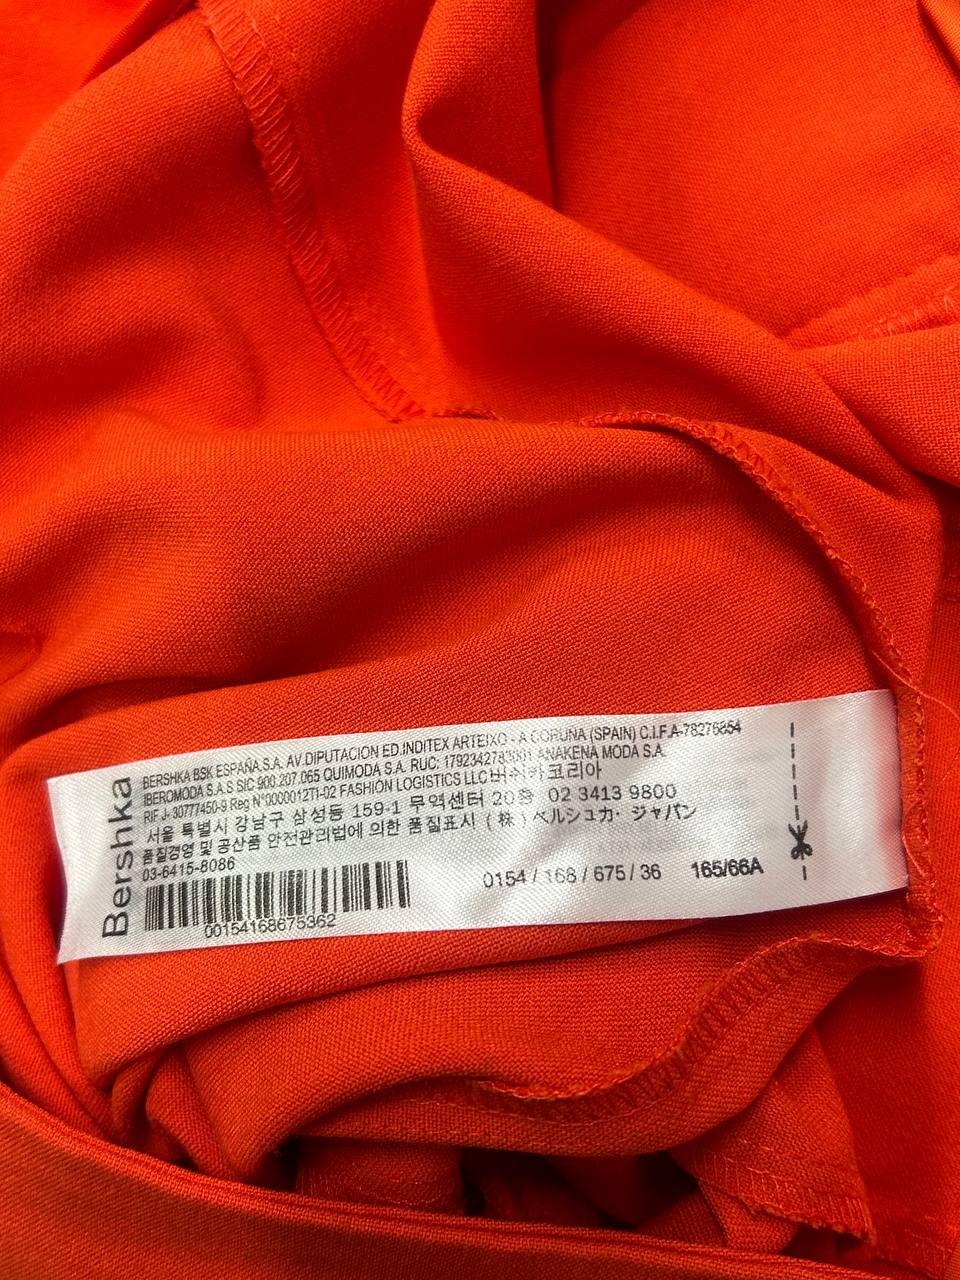 Bershka
BERSHKA BSK ESPAÑA.S.A. AV.DIPUTACION ED.INDITEX ARTEIXO - A CORUNA (SPAIN) C.I.F.A-78276854
IBEROMODA S.A.S SIC 900.207.065 QUIMODA S.A. RUC: 1792342783001 ANAKENA MODA S.A.
RIF J- 30777450-9 Reg N°0000012TI-02 FASHION LOGISTICS LLC버쉬카코리아
서울 특별시 강남구 삼성동 159-1 무역센터 20층 02 3413 9800
품질경영 및 공산품 안전관리법에 의한 품질표시 (株) ベルシュカ· ジャパン
03-6415-8086
0154 / 168 / 675 / 36 165/66A
00154168675362